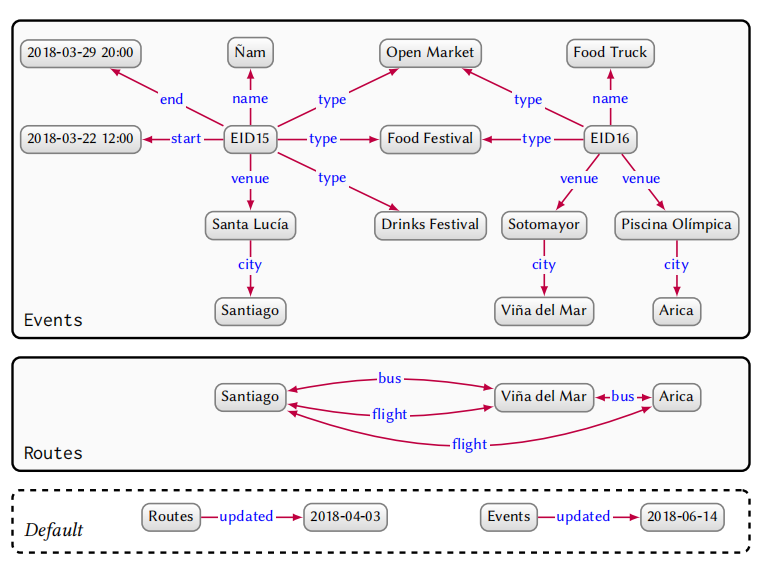 2018-03-29 20:00 Ñam Open Market Food Truck
end name type type name
2018-03-22 12:00 start EID15 type Food Festival type EID16
venue type venue venue
Santa Lucía Drinks Festival Sotomayor Piscina Olímpica
city city city
Santiago Viña del Mar Arica
Events
bus
Santiago Viña del Mar bus Arica
flight
flight
Routes
Routes updated 2018-04-03 Events updated 2018-06-14
Default